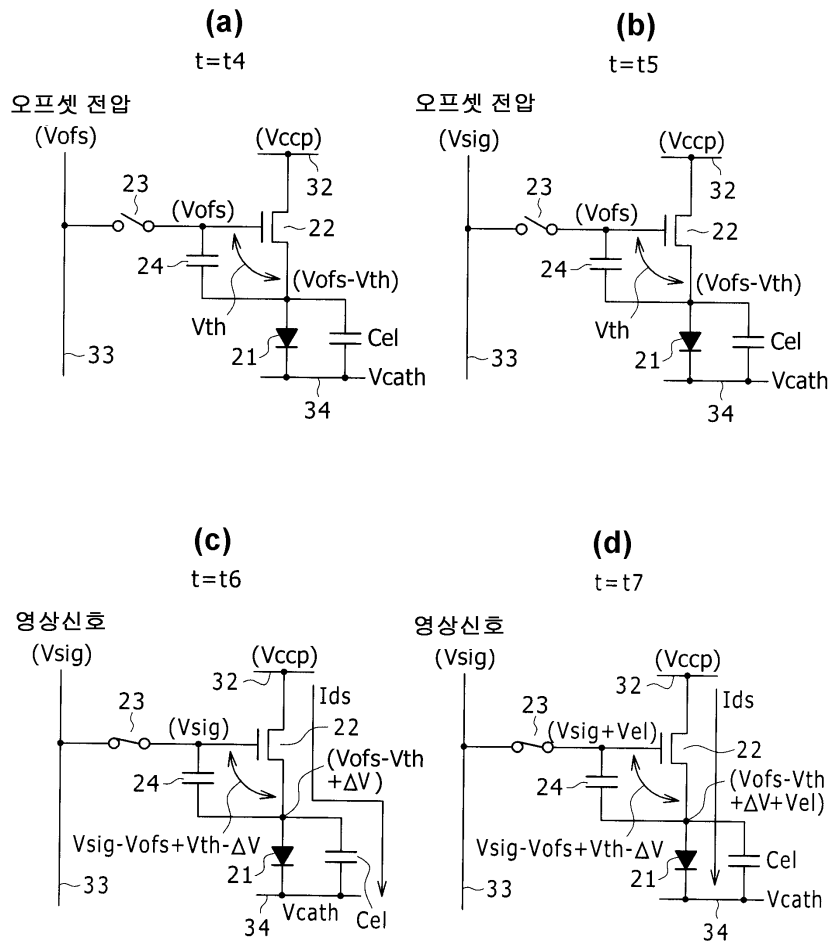 (a)
t=t4
오프셋 전압
(Vofs)
(Vccp)
32
23
(Vofs)
22
24
(Vofs-Vth)
Vth
21
Cel
33
Vcath
34
(b)
t=t5
오프셋 전압
(Vsig)
(Vccp)
32
23
(Vofs)
22
24
(Vofs-Vth)
Vth
21
Cel
33
Vcath
34
(c)
t=t6
영상신호
(Vsig)
(Vccp)
32
Ids
23
(Vsig)
22
24
(Vofs-Vth
+ΔV)
Vsig-Vofs+Vth-ΔV
21
33
Vcath
Cel
34
(d)
t=t7
영상신호
(Vsig)
(Vccp)
32
Ids
23
(Vsig+Vel)
22
24
(Vofs-Vth
+ΔV+Vel)
Vsig-Vofs+Vth-ΔV
21
Cel
33
Vcath
34